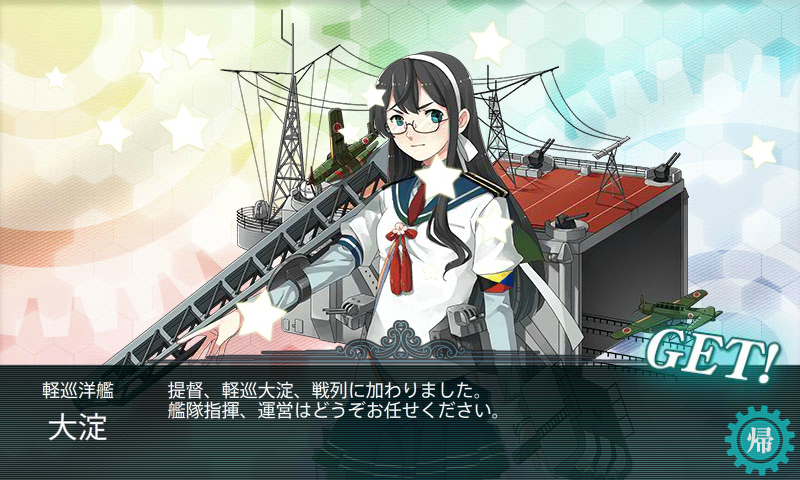 GET!
軽巡洋艦
大淀
提督、軽巡大淀、戦列に加わりました。
艦隊指揮、運営はどうぞお任せください。
帰